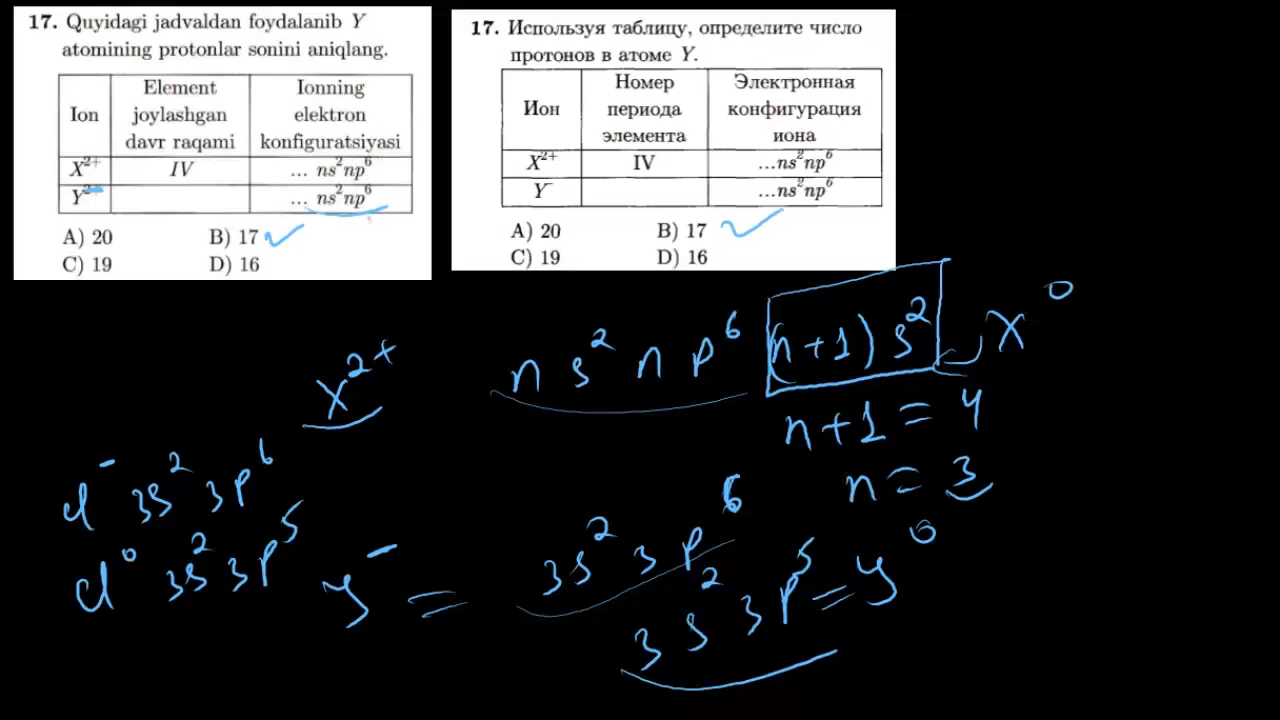 17. Quyidagi jadvaldan foydalanib Y
atomining protonlar sonini aniqlang.
Ion
Element
joylashgan
davr raqami
Ionning
elektron
konfiguratsiyasi
X²⁺ IV ... ns²np⁶
Y²⁻ ... ns²np⁶
A) 20 B) 17
C) 19 D) 16
17. Используя таблицу, определите число
протонов в атоме Y.
Ион
Номер
периода
элемента
Электронная
конфигурация
иона
X²⁺ IV ...ns²np⁶
Y⁻ ...ns²np⁶
A) 20 B) 17
C) 19 D) 16
x²⁺ ns² np⁶ (n+1)s² x⁰
n+1=4
n=3
cl⁻ 3s² 3p⁶
cl⁰ 3s² 3p⁵
y⁻ = 3s² 3p⁶
3s² 3p⁵ = y⁰